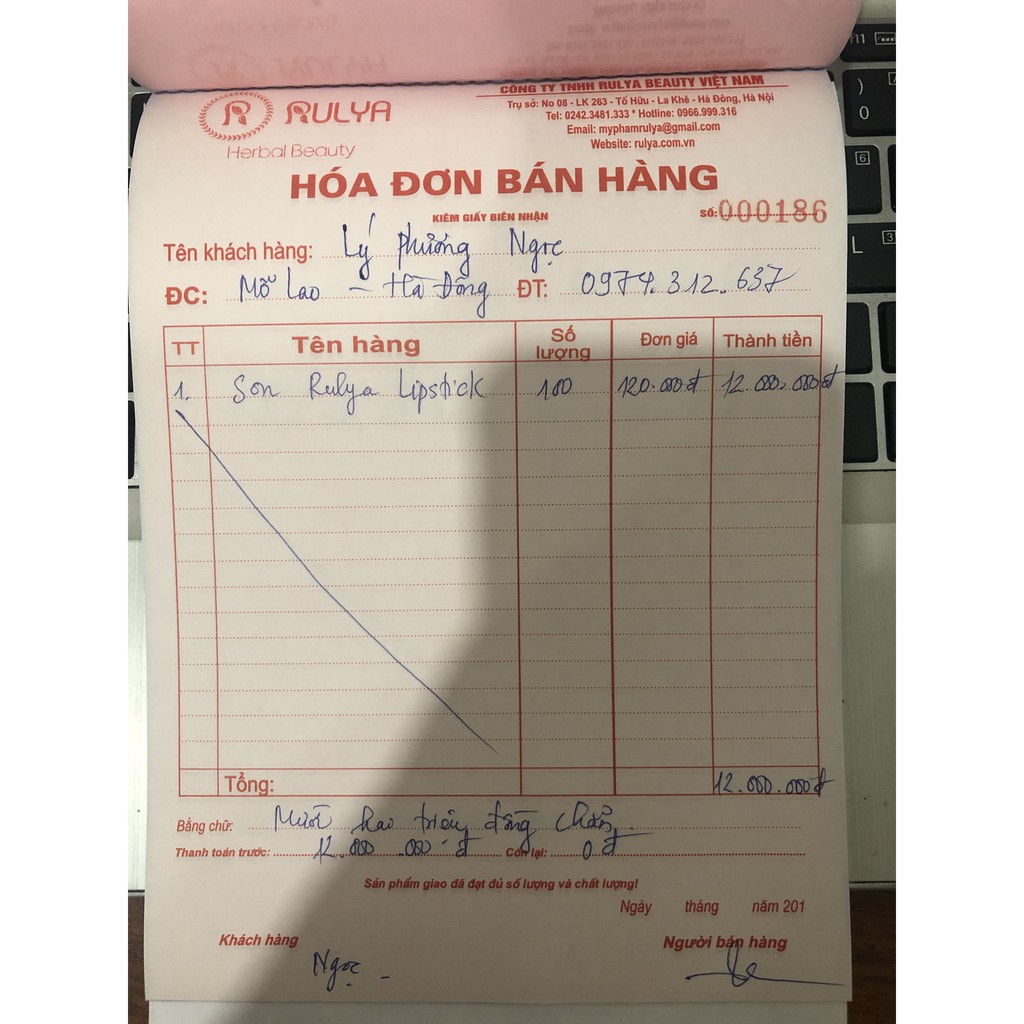 CÔNG TY TNHH RULYA BEAUTY VIỆT NAM
Trụ sở: No 08 - LK 263 - Tố Hữu - La Khê - Hà Đông, Hà Nội
Tel: 0242.3481.333 * Hotline: 0966.999.316
Email: myphamrulya@gmail.com
Website: rulya.com.vn
RULYA
Herbal Beauty
HÓA ĐƠN BÁN HÀNG
KIÊM GIẤY BIÊN NHẬN
SỐ: 000186
Tên khách hàng: Lý Phương Ngọc
ĐC: Mỗ Lao - Hà Đông ĐT: 0974.312.637
TT Tên hàng Số lượng Đơn giá Thành tiền
1. Son Rulya Lipstick 100 120.000đ 12.000.000đ
Tổng: 12.000.000đ
Bằng chữ: Mười hai triệu đồng chẵn
Thanh toán trước: 12.000.000.đ Còn lại: 0đ
Sản phẩm giao đã đạt đủ số lượng và chất lượng!
Ngày tháng năm 201
Khách hàng Người bán hàng
Ngọc
f11
)
0
6
L
3